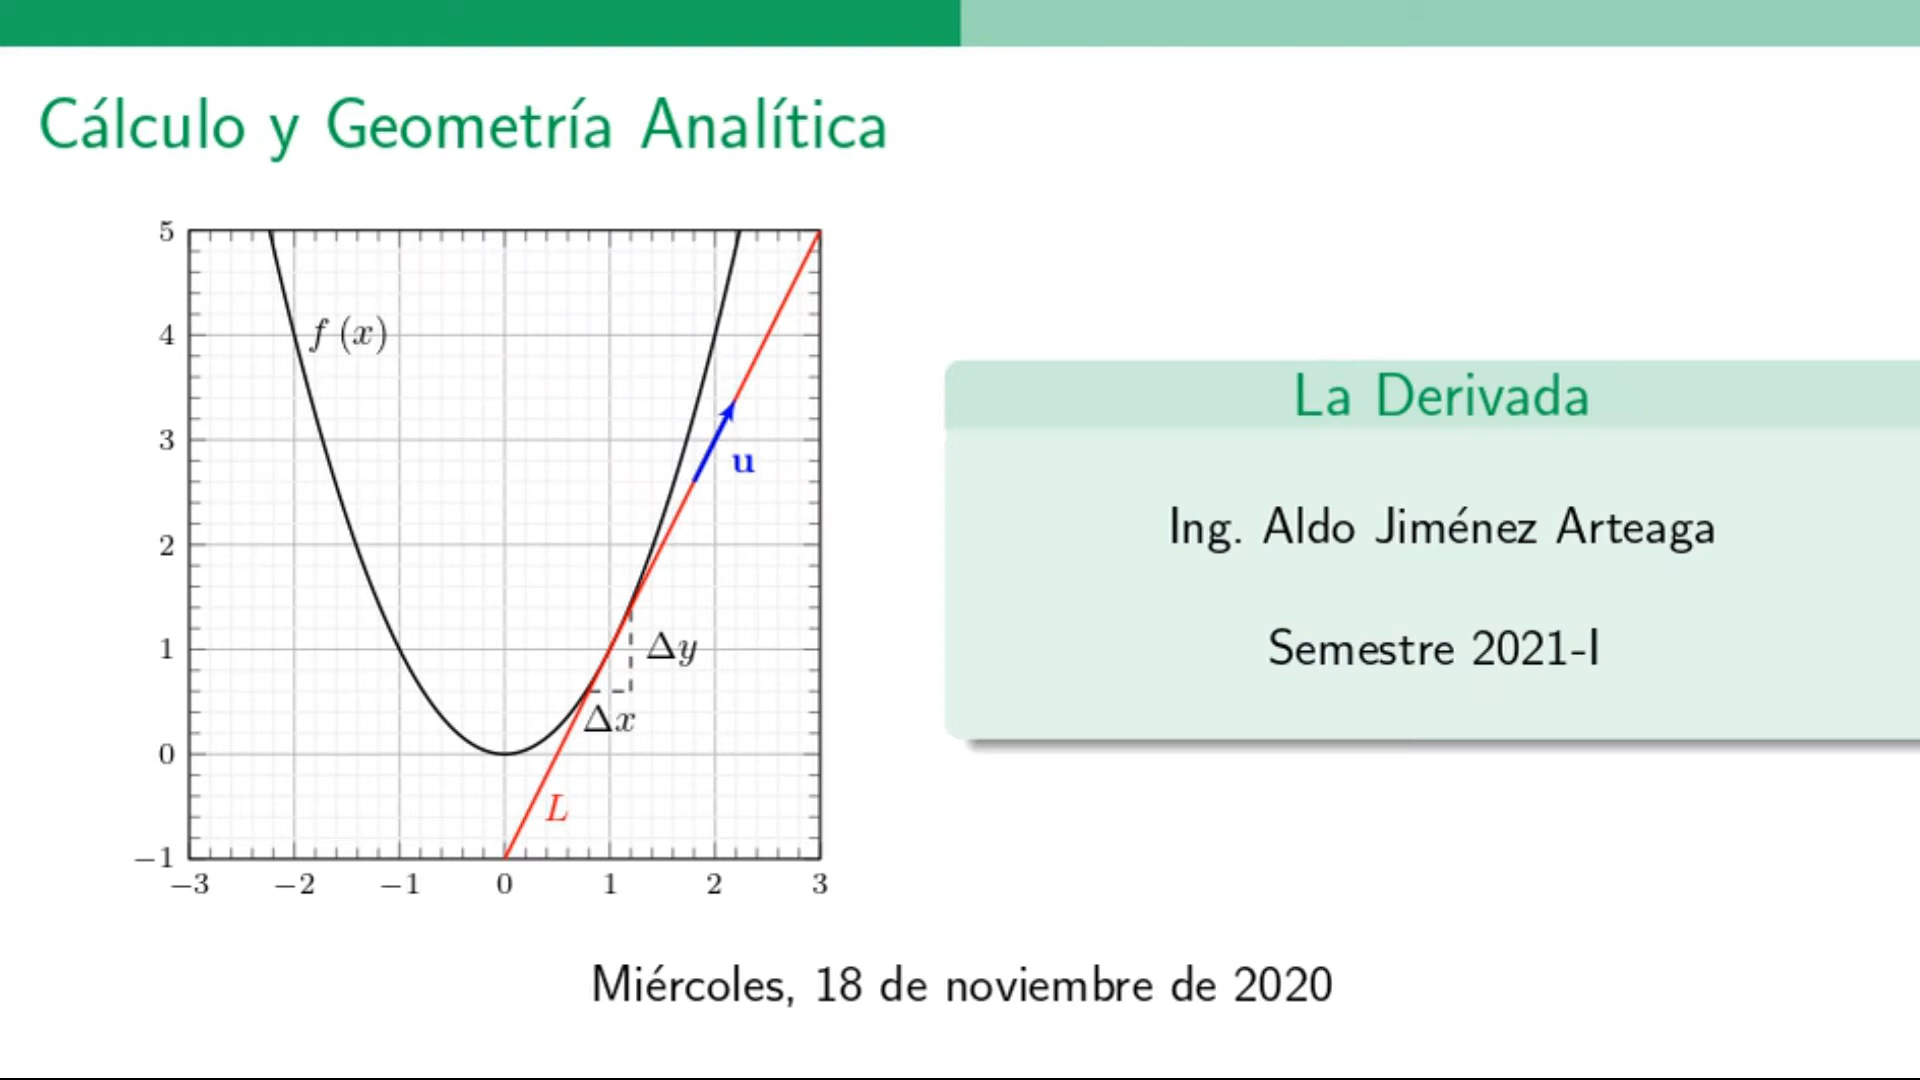 Cálculo y Geometría Analítica
5
4
3
2
1
0
−1
−3 −2 −1 0 1 2 3
f (x)
u
Δy
Δx
L
La Derivada
Ing. Aldo Jiménez Arteaga
Semestre 2021-I
Miércoles, 18 de noviembre de 2020